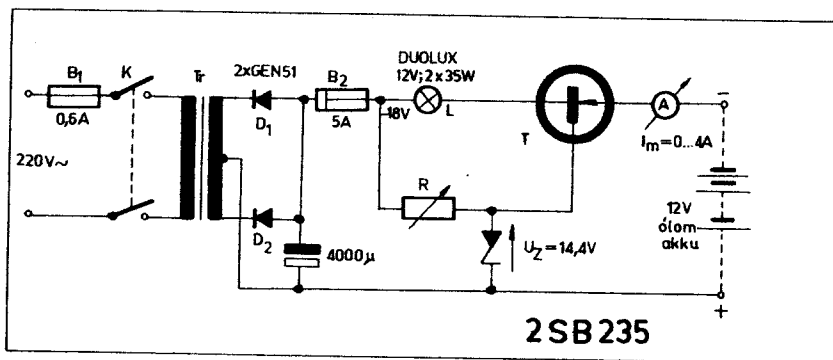 B1
K
Tr
2xGEN51
B2
DUOLUX
12V; 2x35W
0,6A
D1
5A
-18V
L
T
A
−
Im=0...4A
220V~
R
D2
4000µ
UZ=14,4V
12V
ólom
akku
+
2SB235